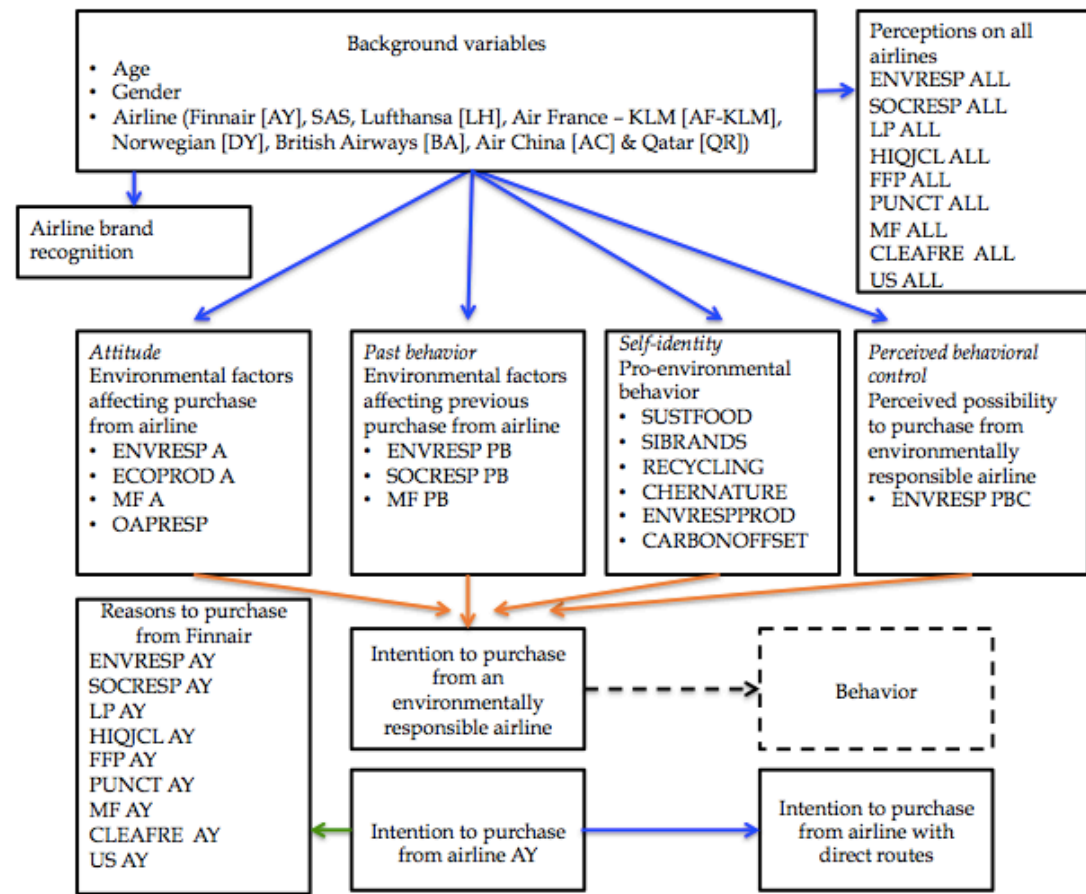 Background variables
• Age
• Gender
• Airline (Finnair [AY], SAS, Lufthansa [LH], Air France – KLM [AF-KLM],
Norwegian [DY], British Airways [BA], Air China [AC] & Qatar [QR])
Perceptions on all
airlines
ENVRESP ALL
SOCRESP ALL
LP ALL
HIQJCL ALL
FFP ALL
PUNCT ALL
MF ALL
CLEAFRE ALL
US ALL
Airline brand
recognition
Attitude
Environmental factors
affecting purchase
from airline
• ENVRESP A
• ECOPROD A
• MF A
• OAPRESP
Past behavior
Environmental factors
affecting previous
purchase from airline
• ENVRESP PB
• SOCRESP PB
• MF PB
Self-identity
Pro-environmental
behavior
• SUSTFOOD
• SIBRANDS
• RECYCLING
• CHERNATURE
• ENVRESPPROD
• CARBONOFFSET
Perceived behavioral
control
Perceived possibility
to purchase from
environmentally
responsible airline
• ENVRESP PBC
Reasons to purchase
from Finnair
ENVRESP AY
SOCRESP AY
LP AY
HIQJCL AY
FFP AY
PUNCT AY
MF AY
CLEAFRE AY
US AY
Intention to purchase
from an
environmentally
responsible airline
Behavior
Intention to purchase
from airline AY
Intention to purchase
from airline with
direct routes